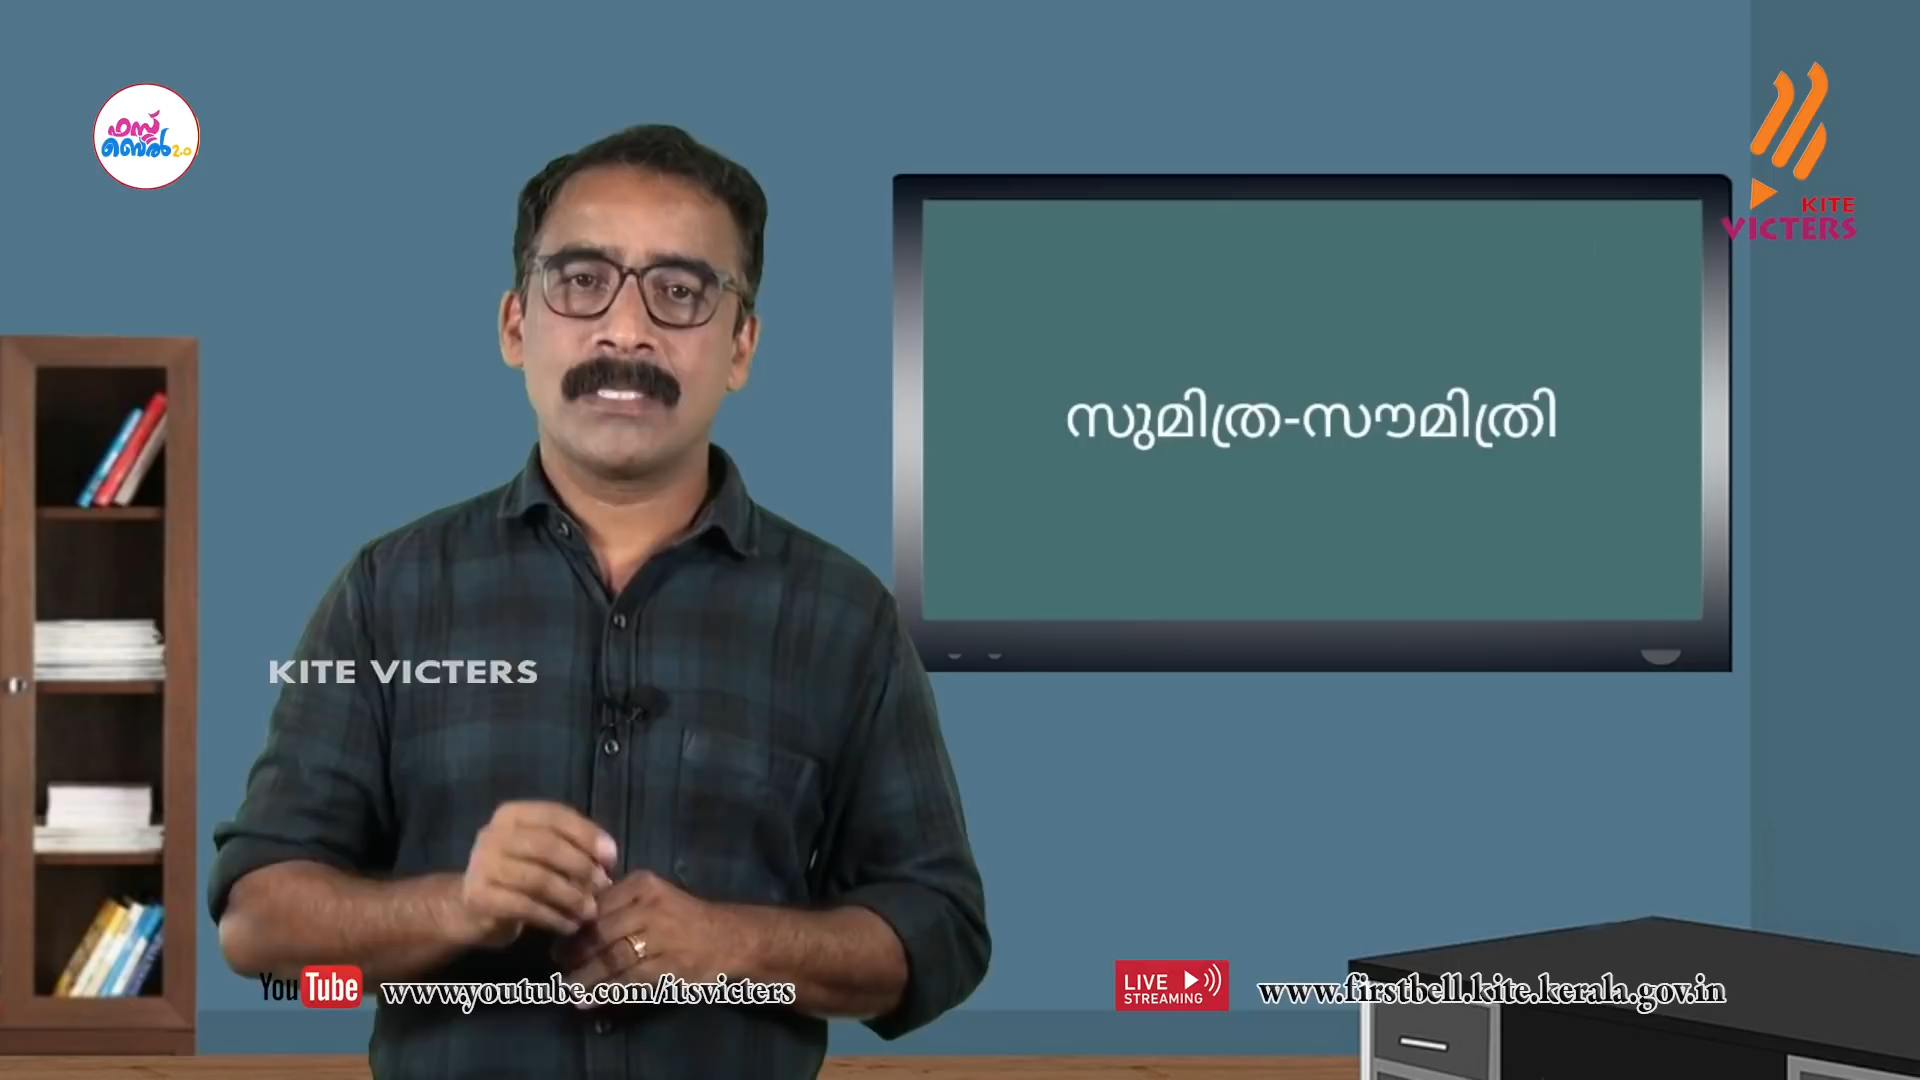 ഫസ്റ്റ്
ബെൽ 2.0
KITE
VICTERS
സുമിത്ര-സൗമിത്രി
KITE VICTERS
YouTube www.youtube.com/itsvicters
LIVE
STREAMING
www.firstbell.kite.kerala.gov.in